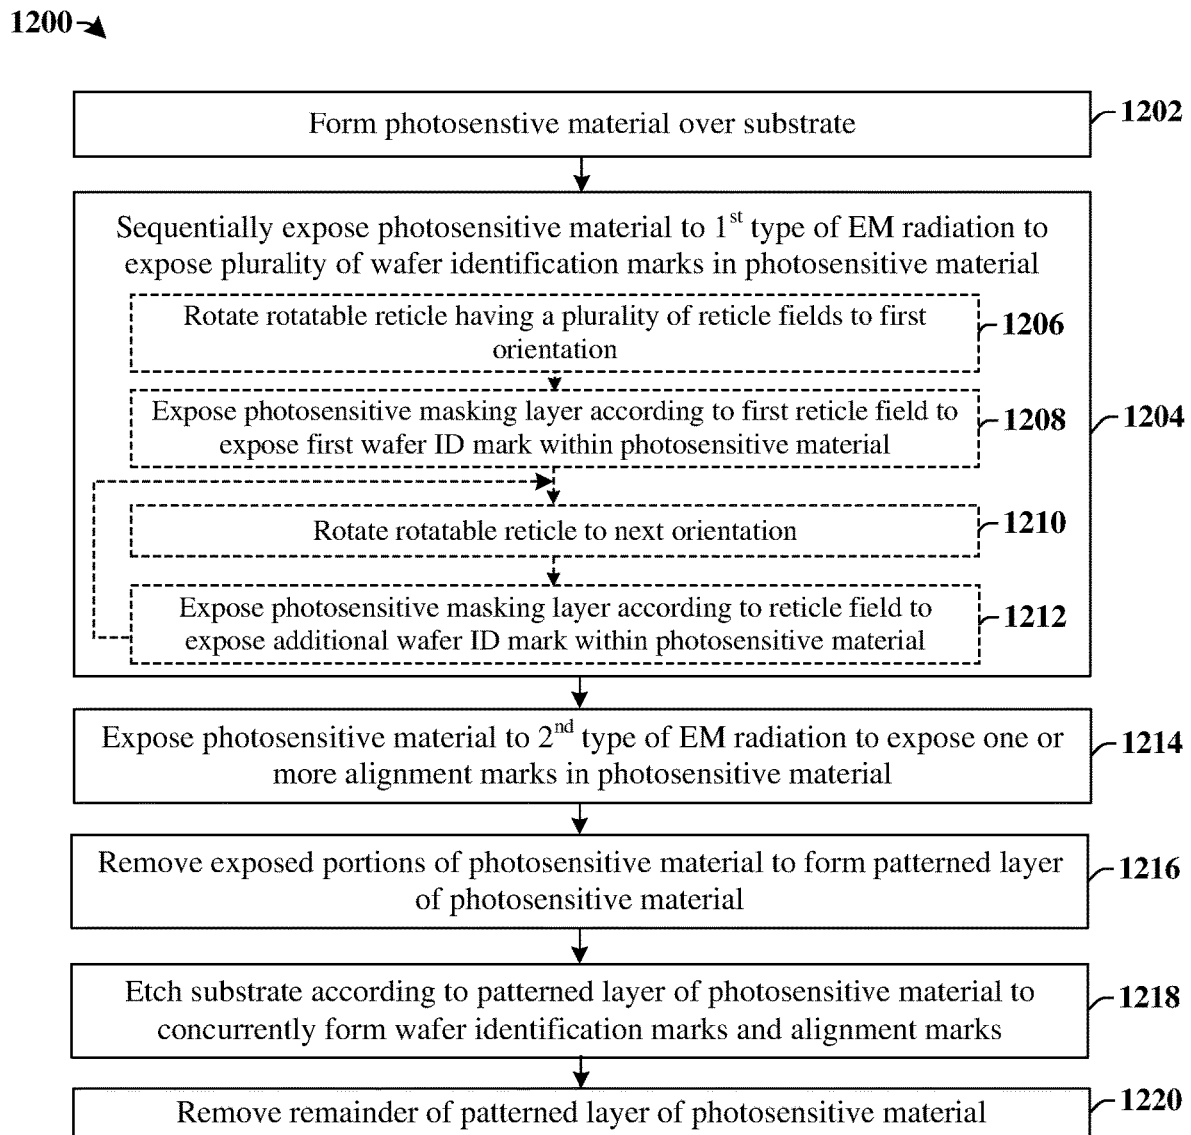 1200
Form photosenstive material over substrate
1202
Sequentially expose photosensitive material to 1st type of EM radiation to
expose plurality of wafer identification marks in photosensitive material
1204
Rotate rotatable reticle having a plurality of reticle fields to first
orientation
1206
Expose photosensitive masking layer according to first reticle field to
expose first wafer ID mark within photosensitive material
1208
Rotate rotatable reticle to next orientation
1210
Expose photosensitive masking layer according to reticle field to
expose additional wafer ID mark within photosensitive material
1212
Expose photosensitive material to 2nd type of EM radiation to expose one or
more alignment marks in photosensitive material
1214
Remove exposed portions of photosensitive material to form patterned layer
of photosensitive material
1216
Etch substrate according to patterned layer of photosensitive material to
concurrently form wafer identification marks and alignment marks
1218
Remove remainder of patterned layer of photosensitive material
1220